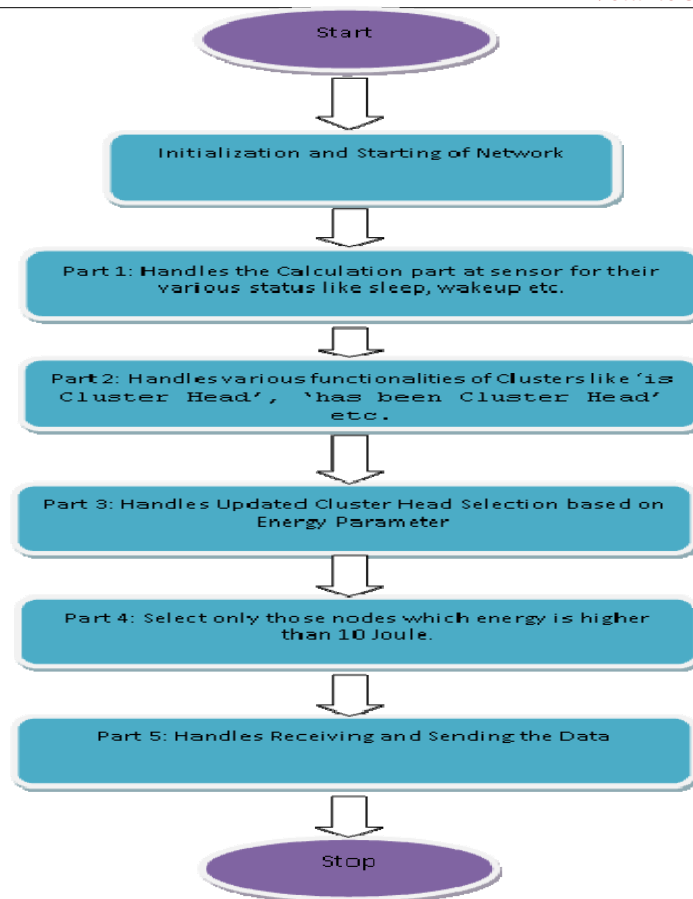 Start
Initialization and Starting of Network
Part 1: Handles the Calculation part at sensor for their
various status like sleep, wakeup etc.
Part 2: Handles various functionalities of Clusters like ‘is
Cluster Head’, ‘has been Cluster Head’
etc.
Part 3: Handles Updated Cluster Head Selection based on
Energy Parameter
Part 4: Select only those nodes which energy is higher
than 10 Joule.
Part 5: Handles Receiving and Sending the Data
Stop